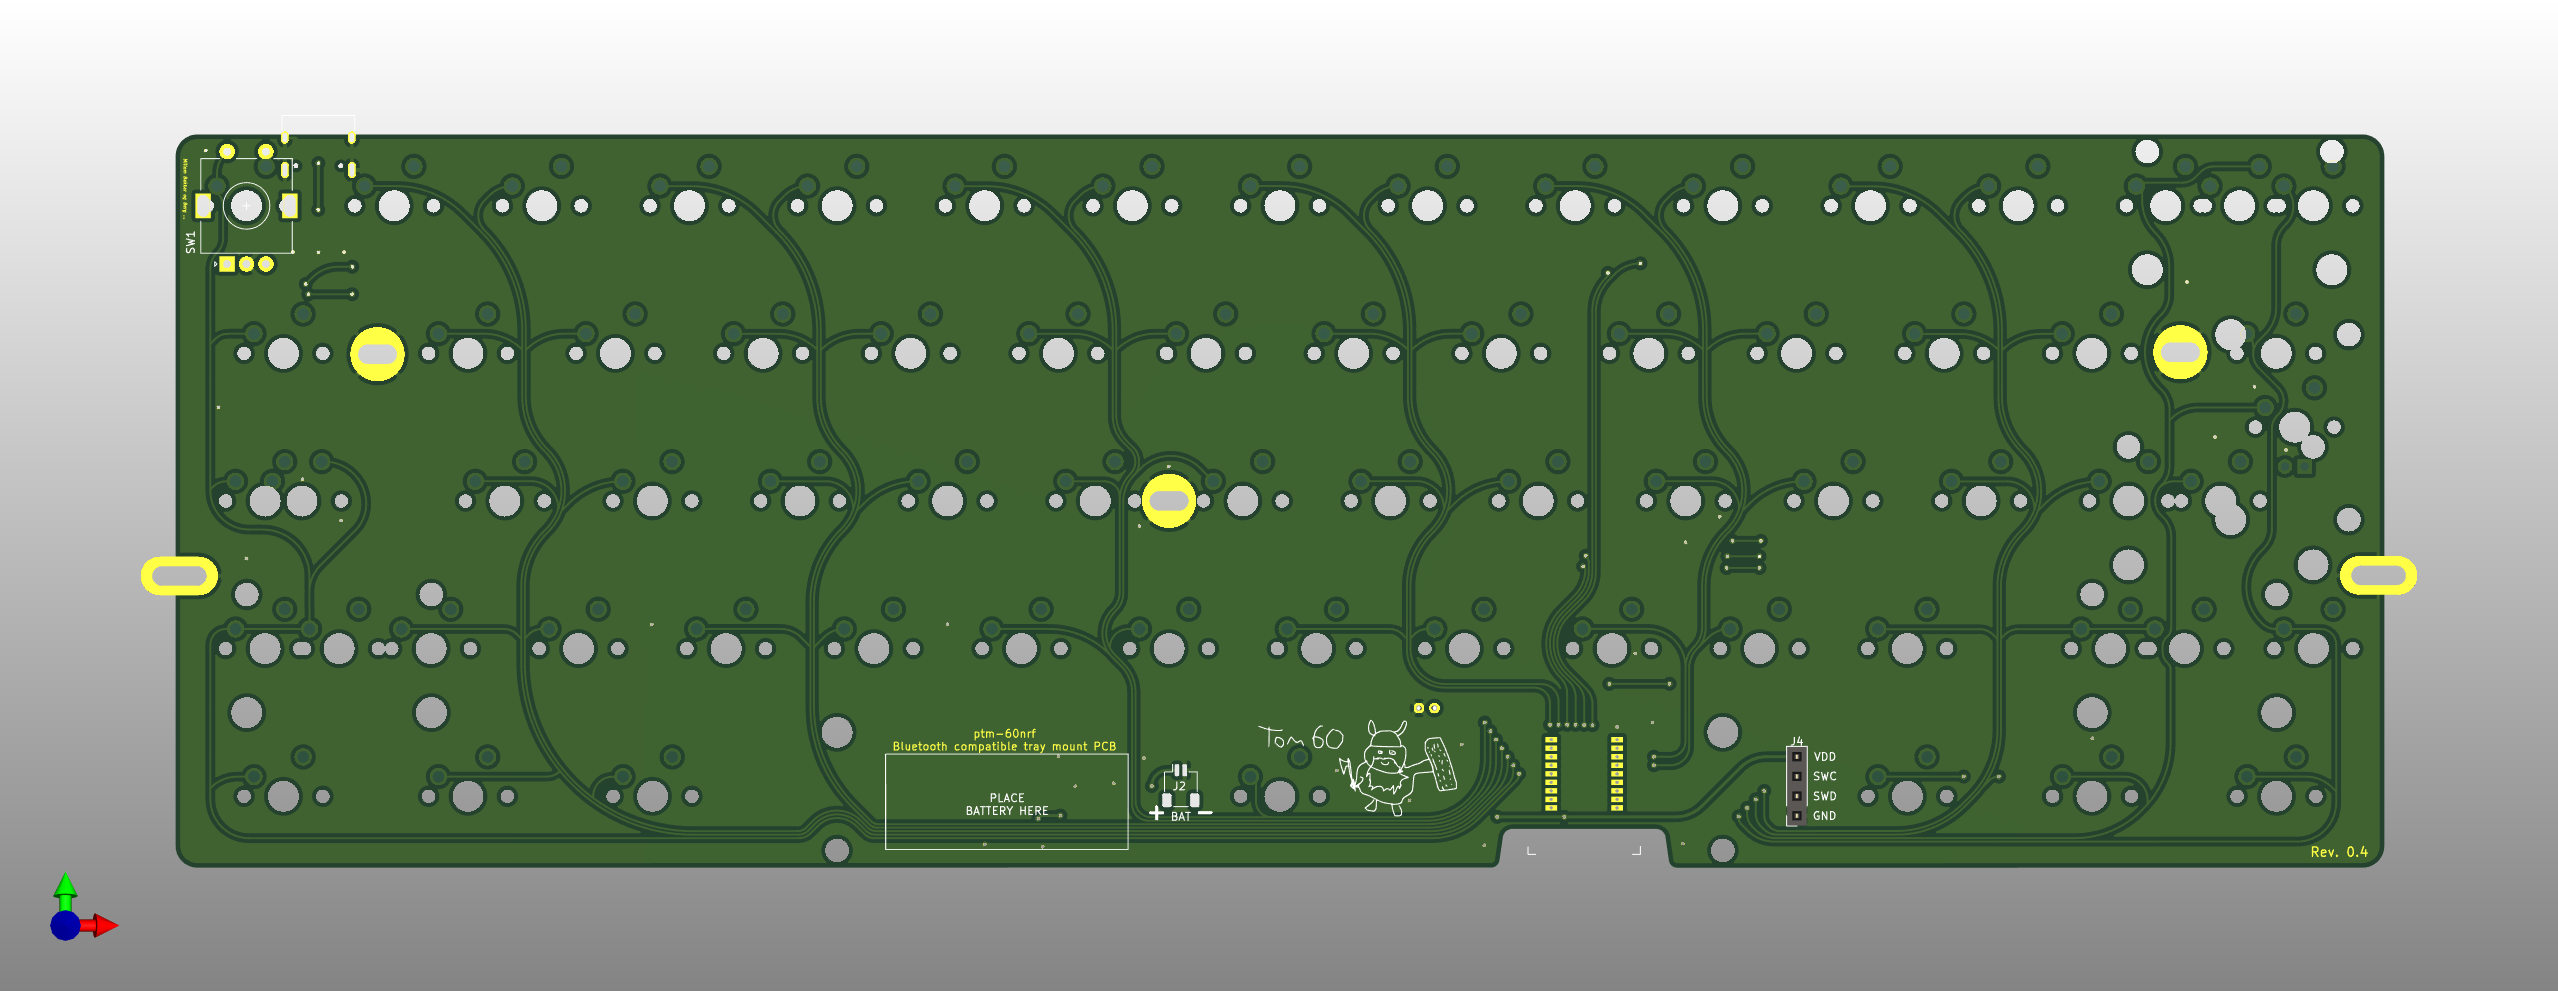 SW1
ptm-60nrf
Bluetooth compatible tray mount PCB
PLACE
BATTERY HERE
J2
+ BAT −
Tom 60
J4
VDD
SWC
SWD
GND
Rev. 0.4